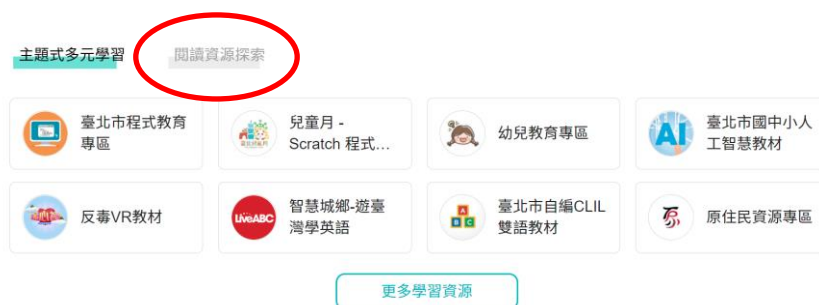 主題式多元學習
閱讀資源探索
臺北市程式教育
專區
兒童月 -
Scratch 程式...
幼兒教育專區
AI
臺北市國中小人
工智慧教材
反毒VR教材
LiveABC
智慧城鄉-遊臺
灣學英語
A
B C
臺北市自編CLIL
雙語教材
原住民資源專區
更多學習資源